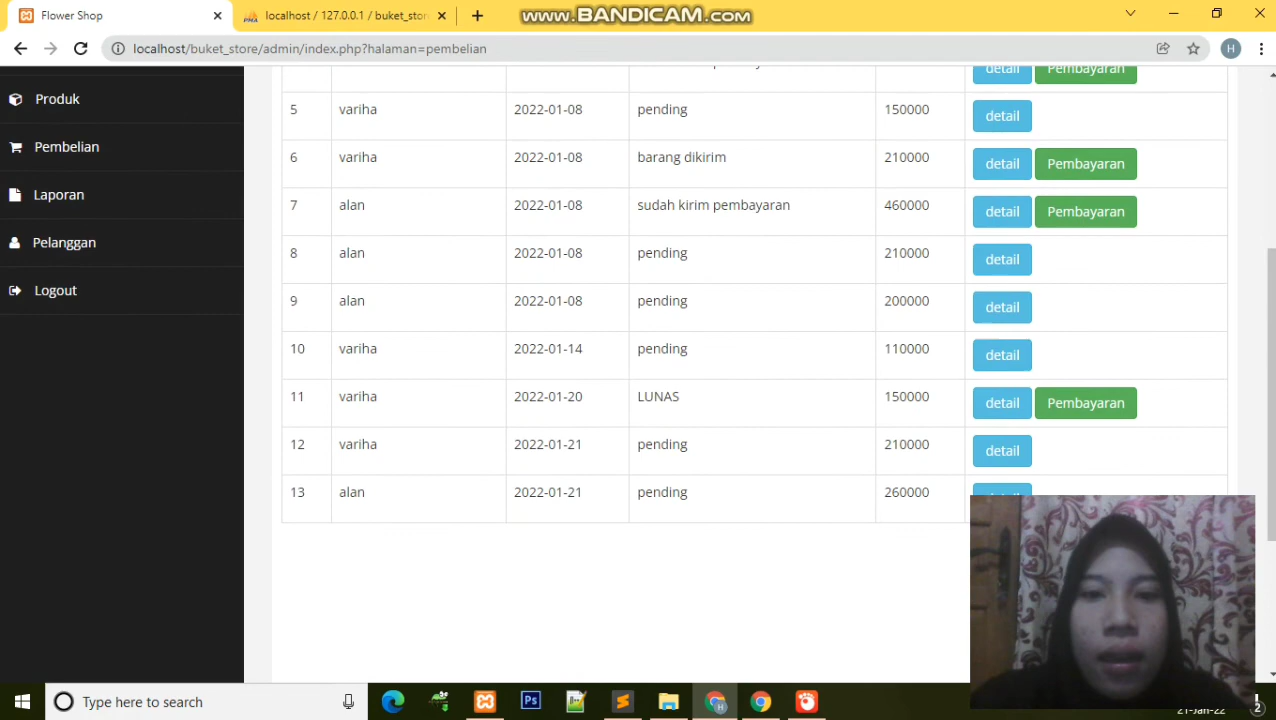 Flower Shop
localhost / 127.0.0.1 / buket_stor
www.BANDICAM.com
localhost/buket_store/admin/index.php?halaman=pembelian
H
Produk
Pembelian
Laporan
Pelanggan
Logout
detail Pembayaran
5 variha 2022-01-08 pending 150000 detail
6 variha 2022-01-08 barang dikirim 210000 detail Pembayaran
7 alan 2022-01-08 sudah kirim pembayaran 460000 detail Pembayaran
8 alan 2022-01-08 pending 210000 detail
9 alan 2022-01-08 pending 200000 detail
10 variha 2022-01-14 pending 110000 detail
11 variha 2022-01-20 LUNAS 150000 detail Pembayaran
12 variha 2022-01-21 pending 210000 detail
13 alan 2022-01-21 pending 260000
Type here to search
Ps
21-Jan-22
2